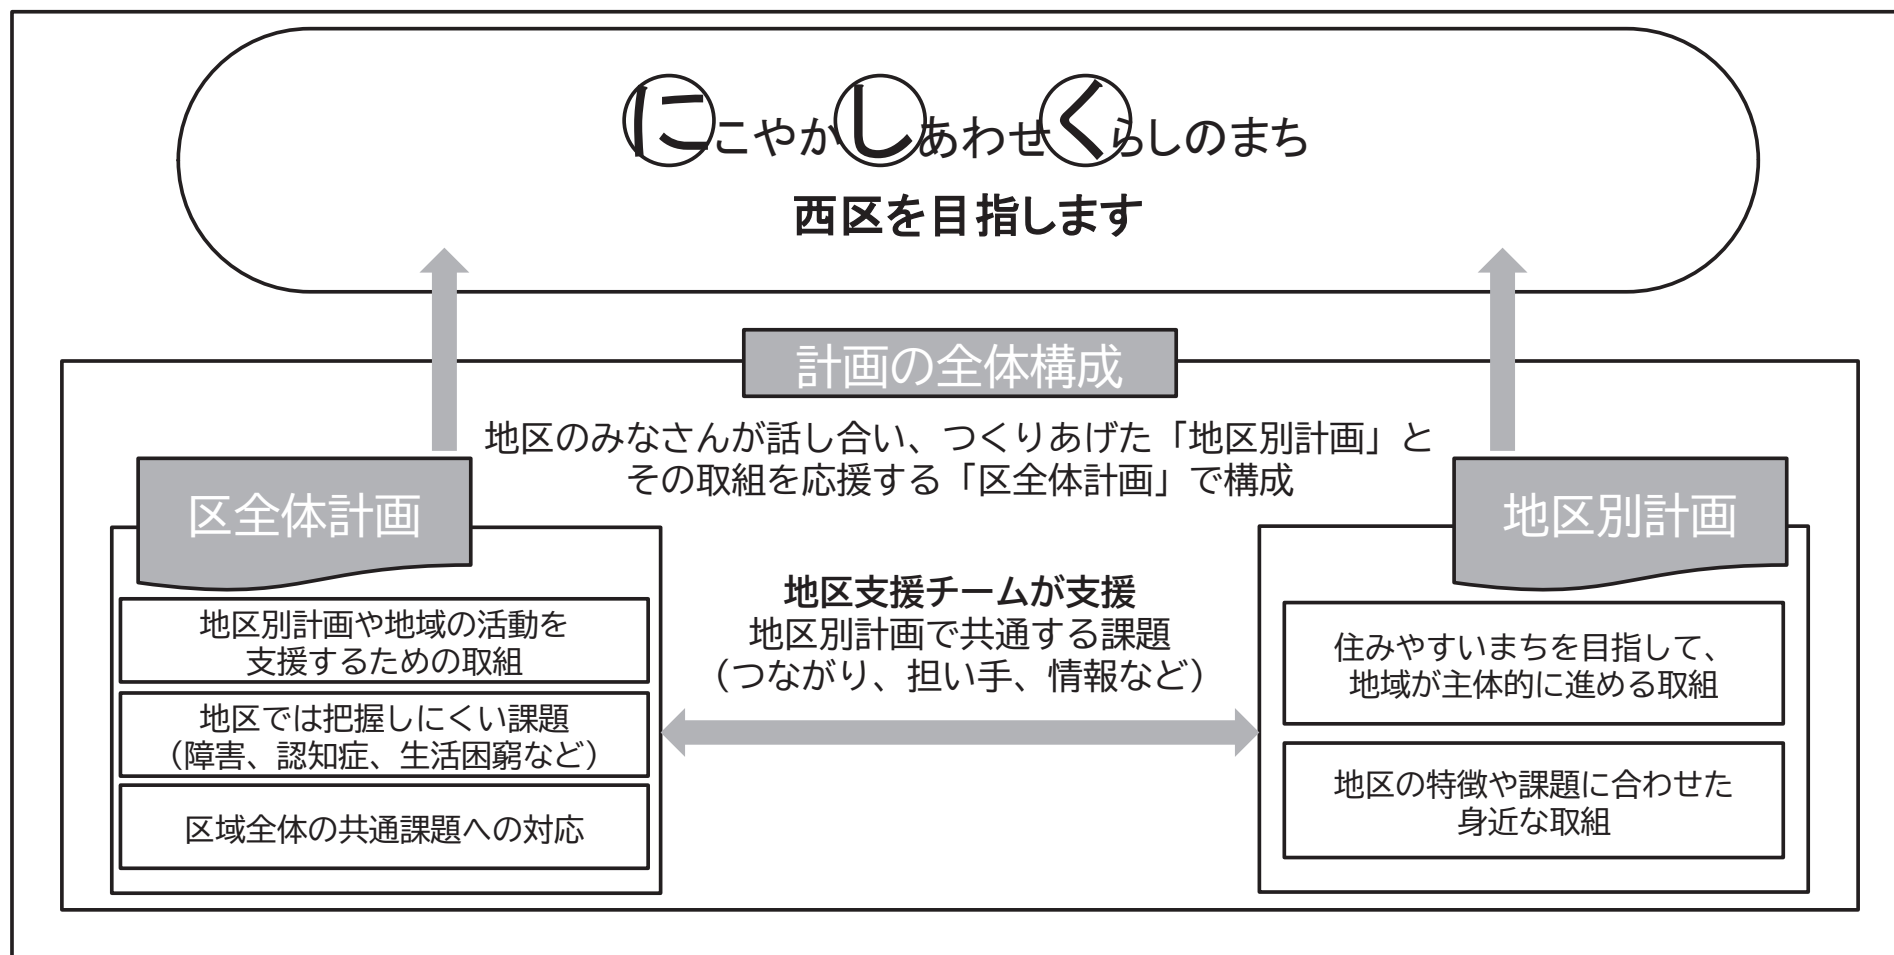 にこやか しあわせ くらしのまち
西区を目指します
計画の全体構成
地区のみなさんが話し合い、つくりあげた「地区別計画」と
その取組を応援する「区全体計画」で構成
区全体計画
地区別計画や地域の活動を
支援するための取組
地区では把握しにくい課題
（障害、認知症、生活困窮など）
区域全体の共通課題への対応
地区支援チームが支援
地区別計画で共通する課題
（つながり、担い手、情報など）
地区別計画
住みやすいまちを目指して、
地域が主体的に進める取組
地区の特徴や課題に合わせた
身近な取組